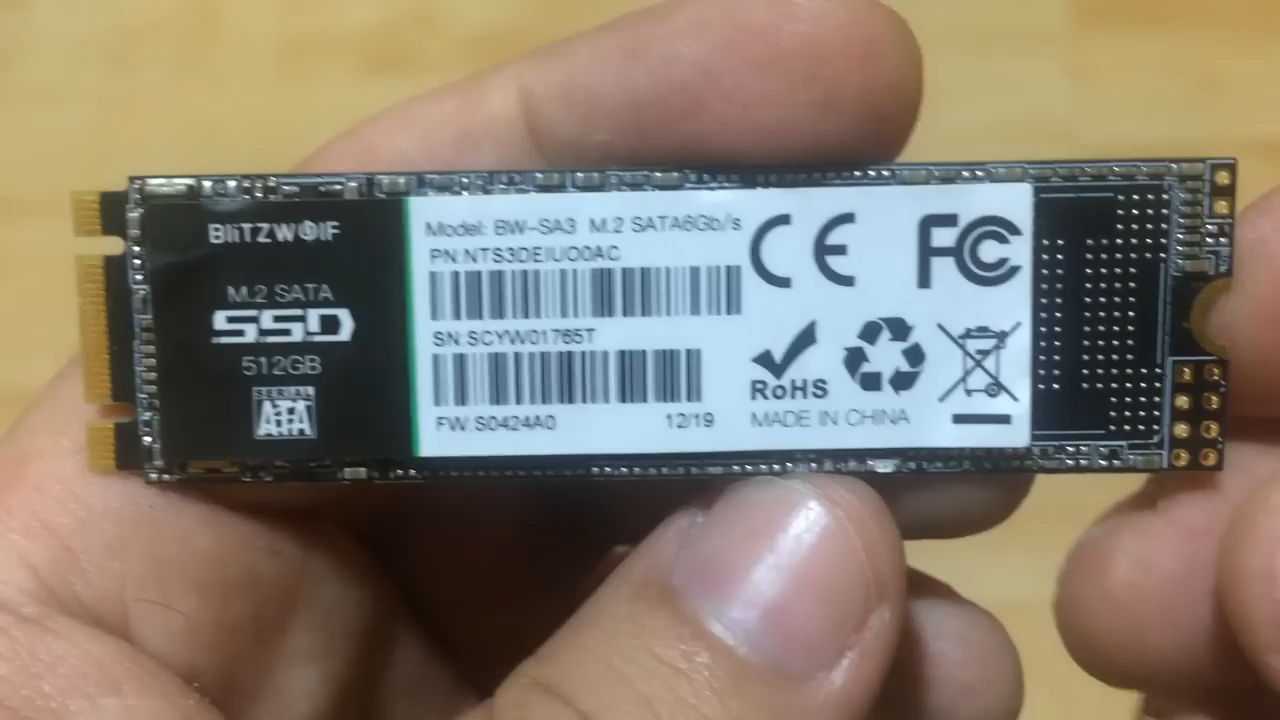 BLiTZWOlF
M.2 SATA
SSD
512GB
SERIAL
ATA
Model: BW-SA3 M.2 SATA6Gb/s
PN:NTS3DEJUO0AC
SN:SCYW01765T
FW:S0424A0 12/19
CE FC
RoHS
MADE IN CHINA